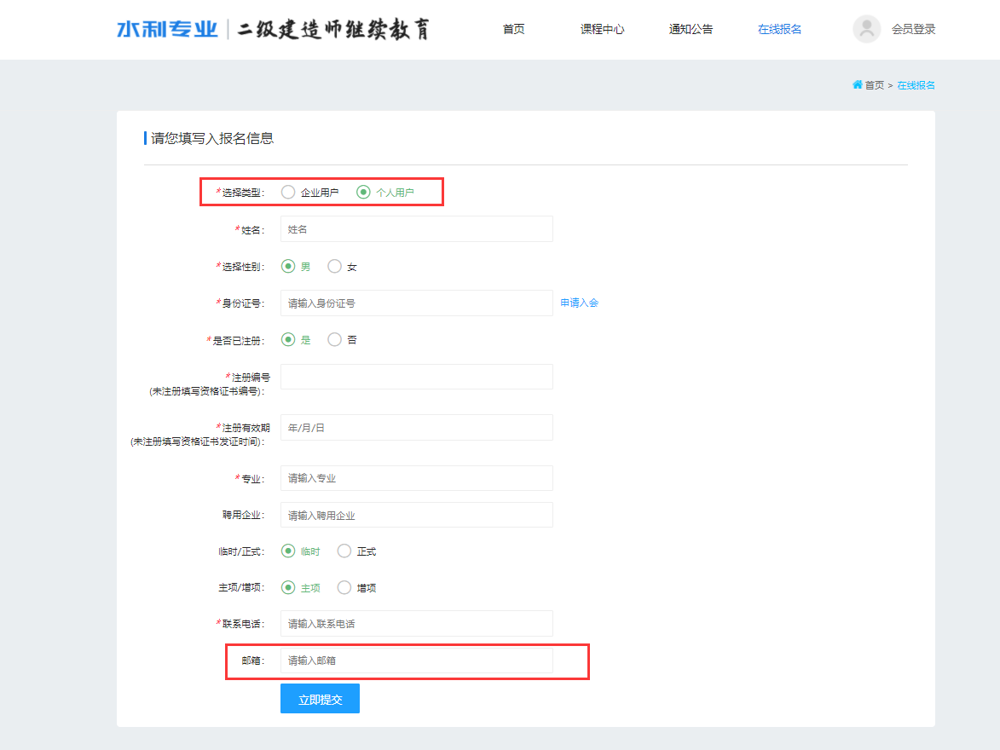 水利专业 二级建造师继续教育 首页 课程中心 通知公告 在线报名 会员登录
首页 > 在线报名
请您填写入报名信息
*选择类型: 企业用户 个人用户
*姓名: 姓名
*选择性别: 男 女
*身份证号: 请输入身份证号 申请入会
*是否已注册: 是 否
*注册编号
(未注册填写资格证书编号):
*注册有效期 年/月/日
(未注册填写资格证书发证时间):
*专业: 请输入专业
聘用企业: 请输入聘用企业
临时/正式: 临时 正式
主项/增项: 主项 增项
*联系电话: 请输入联系电话
邮箱: 请输入邮箱
立即提交